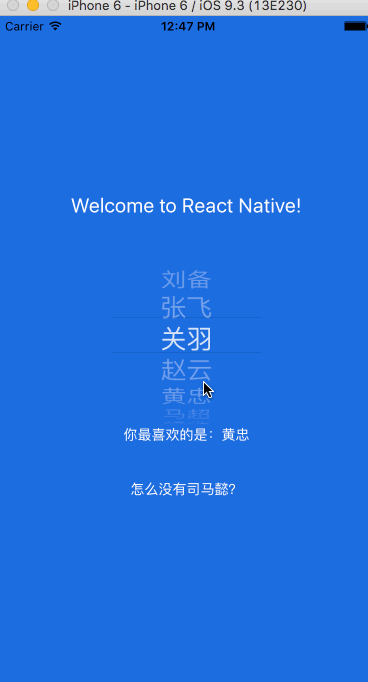 iPhone 6 - iPhone 6 / iOS 9.3 (13E230)
Carrier 12:47 PM
Welcome to React Native!
刘备
张飞
关羽
赵云
黄忠
马超
你最喜欢的是：黄忠
怎么没有司马懿?